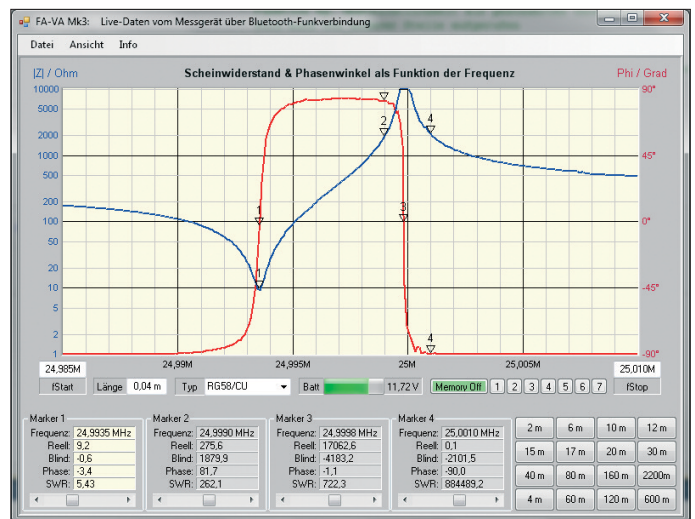 FA-VA Mk3:   Live-Daten vom Messgerät über Bluetooth-Funkverbindung
Datei   Ansicht   Info
|Z| / Ohm   Scheinwiderstand & Phasenwinkel als Funktion der Frequenz   Phi / Grad
10000   90°
5000
2000
2   4
1000   45°
500
200
100   1   3   0°
50
20
10   1   -45°
5
2
4
1   -90°
24,985M   24,99M   24,995M   25M   25,005M   25,010M
fStart   Länge   0,04 m   Typ   RG58/CU   Batt   11,72 V   Memory Off   1   2   3   4   5   6   7   fStop
Marker 1
Frequenz: 24,9935 MHz
Reell: 9,2
Blind: -0,6
Phase: -3,4
SWR: 5,43
Marker 2
Frequenz: 24,9990 MHz
Reell: 275,6
Blind: 1879,9
Phase: 81,7
SWR: 262,1
Marker 3
Frequenz: 24,9998 MHz
Reell: 17062,6
Blind: -4183,2
Phase: -1,1
SWR: 722,3
Marker 4
Frequenz: 25,0010 MHz
Reell: 0,1
Blind: -2101,5
Phase: -90,0
SWR: 884489,2
2 m   6 m   10 m   12 m
15 m   17 m   20 m   30 m
40 m   80 m   160 m   2200m
4 m   60 m   120 m   600 m